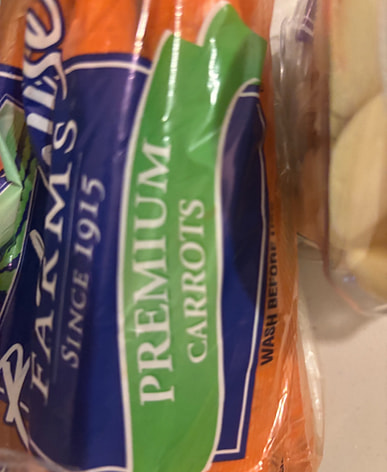 FARMS
SINCE 1915
PREMIUM
CARROTS
WASH BEFORE